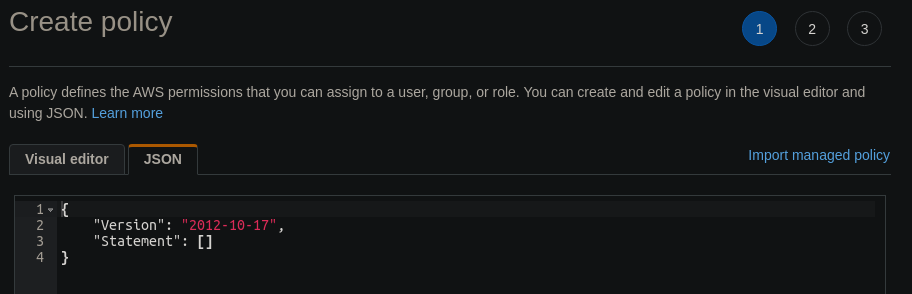 Create policy
1 2 3
A policy defines the AWS permissions that you can assign to a user, group, or role. You can create and edit a policy in the visual editor and
using JSON. Learn more
Visual editor JSON Import managed policy
1 {
2 "Version": "2012-10-17",
3 "Statement": []
4 }